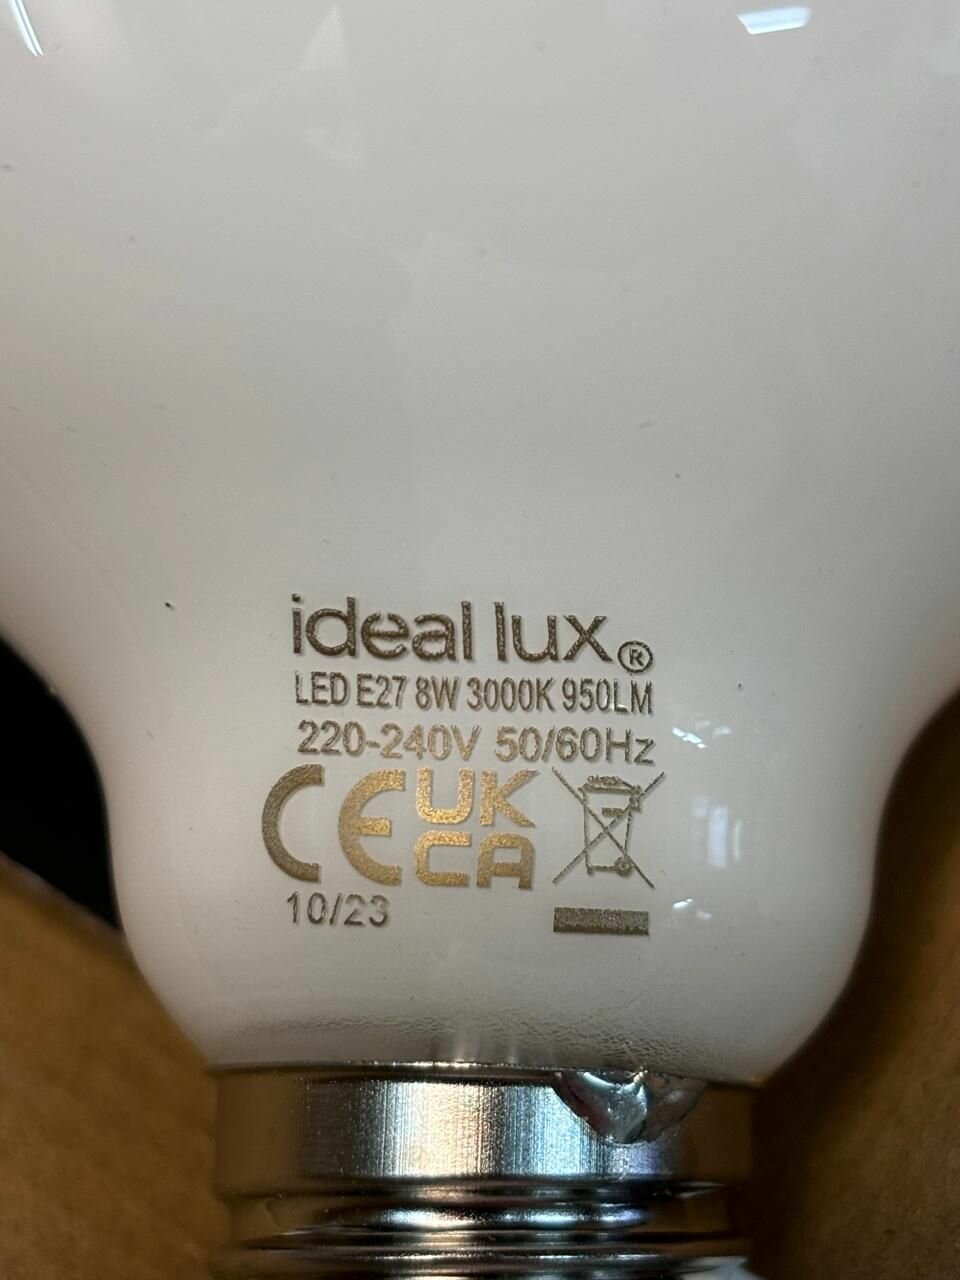 ideal lux®
LED E27 8W 3000K 950LM
220-240V 50/60Hz
CE UK
CA
10/23